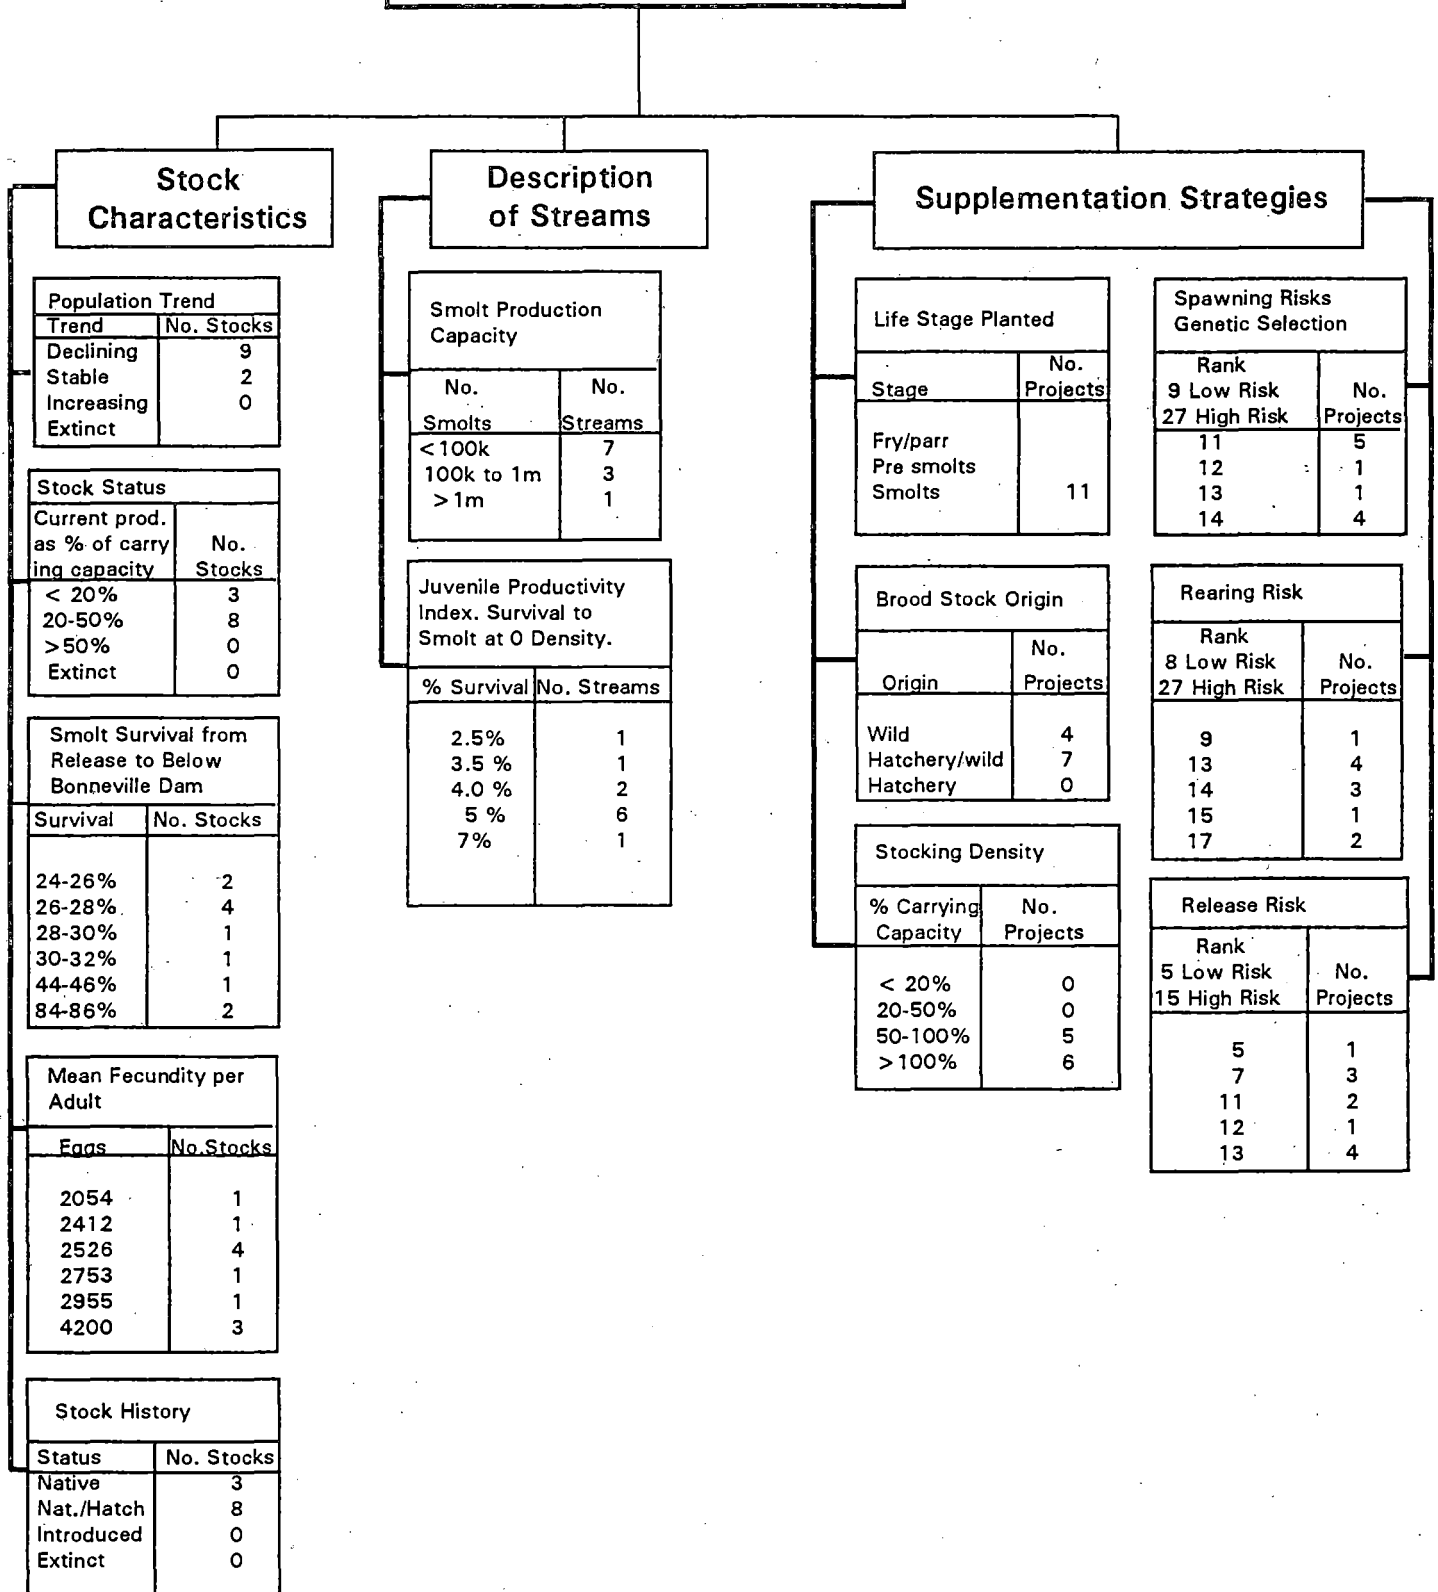 Stock
Characteristics
Population Trend
Trend No. Stocks
Declining 9
Stable 2
Increasing 0
Extinct
Stock Status
Current prod.
as % of carry No.
ing capacity Stocks
< 20% 3
20-50% 8
>50% 0
Extinct 0
Smolt Survival from
Release to Below
Bonneville Dam
Survival No. Stocks
24-26% 2
26-28% 4
28-30% 1
30-32% 1
44-46% 1
84-86% 2
Mean Fecundity per
Adult
Eggs No.Stocks
2054 1
2412 1
2526 4
2753 1
2955 1
4200 3
Stock History
Status No. Stocks
Native 3
Nat./Hatch 8
Introduced 0
Extinct 0
Description
of Streams
Smolt Production
Capacity
No. No.
Smolts Streams
<100k 7
100k to 1m 3
>1m 1
Juvenile Productivity
Index. Survival to
Smolt at 0 Density.
% Survival No. Streams
2.5% 1
3.5 % 1
4.0 % 2
5 % 6
7% 1
Supplementation Strategies
Life Stage Planted
No.
Stage Projects
Fry/parr
Pre smolts
Smolts 11
Brood Stock Origin
No.
Origin Projects
Wild 4
Hatchery/wild 7
Hatchery 0
Stocking Density
% Carrying No.
Capacity Projects
< 20% 0
20-50% 0
50-100% 5
>100% 6
Spawning Risks
Genetic Selection
Rank
9 Low Risk No.
27 High Risk Projects
11 5
12 1
13 1
14 4
Rearing Risk
Rank
8 Low Risk No.
27 High Risk Projects
9 1
13 4
14 3
15 1
17 2
Release Risk
Rank
5 Low Risk No.
15 High Risk Projects
5 1
7 3
11 2
12 1
13 4